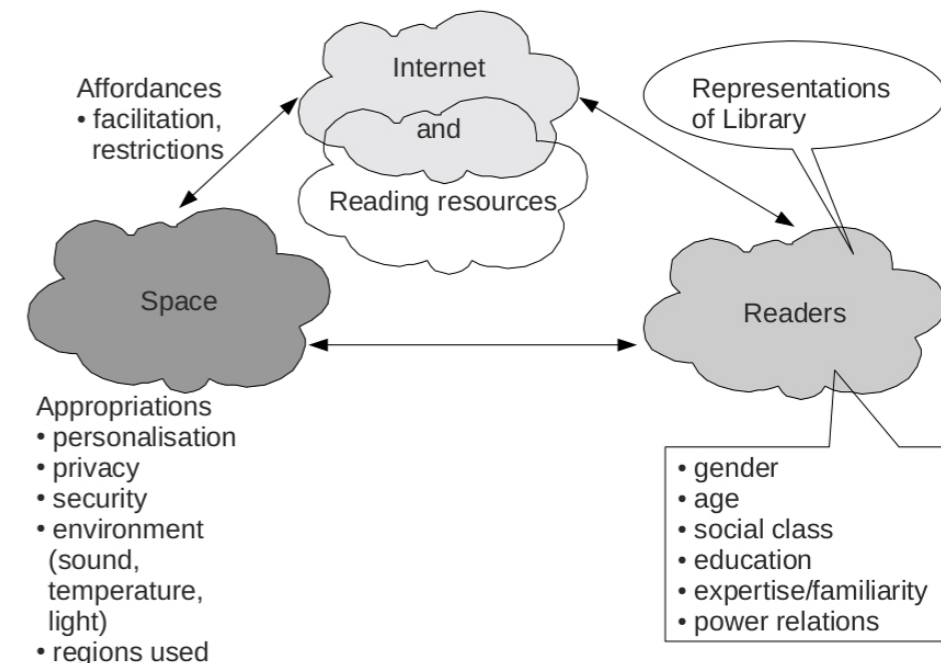 Internet
and
Reading resources
Affordances
• facilitation,
restrictions
Representations
of Library
Space
Readers
Appropriations
• personalisation
• privacy
• security
• environment
(sound,
temperature,
light)
• regions used
• gender
• age
• social class
• education
• expertise/familiarity
• power relations